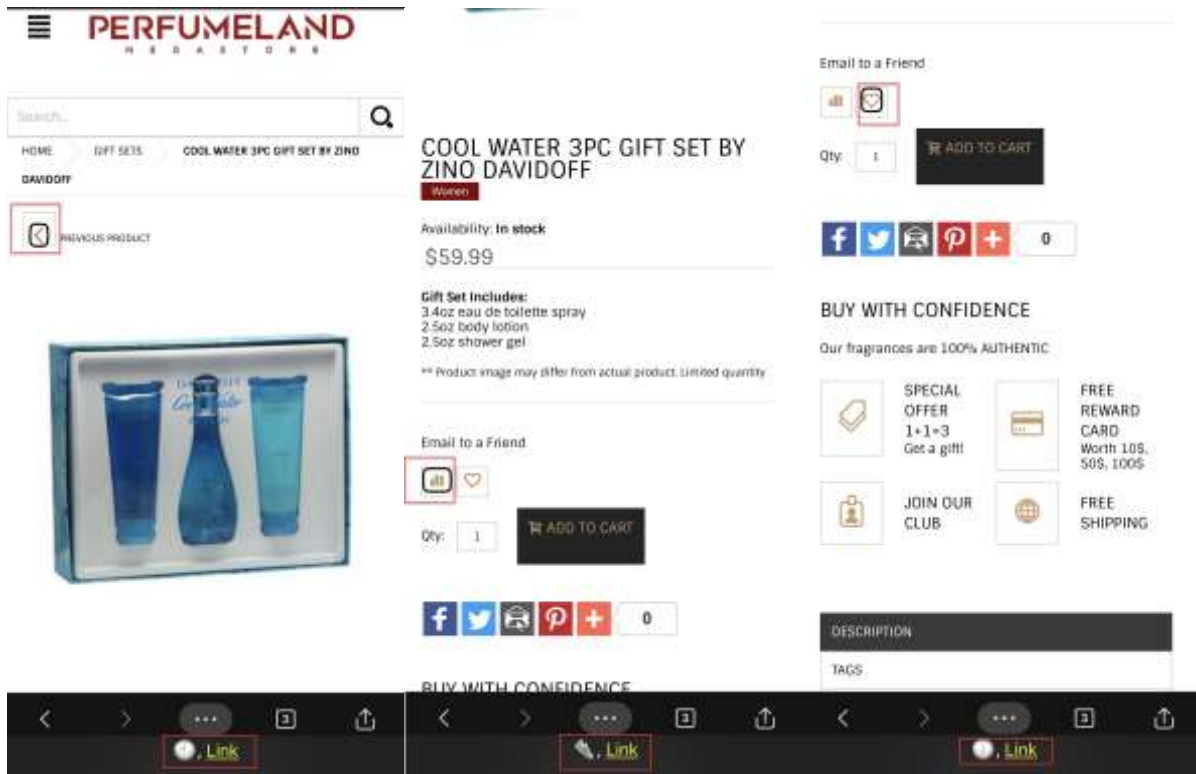 PERFUMELAND
MEGASTORE
Search...
HOME GIFT SETS COOL WATER 3PC GIFT SET BY ZINO
DAVIDOFF
PREVIOUS PRODUCT
Cool Water
3
, Link
COOL WATER 3PC GIFT SET BY
ZINO DAVIDOFF
Women
Availability: In stock
$59.99
Gift Set Includes:
3.4oz eau de toilette spray
2.5oz body lotion
2.5oz shower gel
** Product image may differ from actual product. Limited quantity
Email to a Friend
Qty: 1 ADD TO CART
0
BUY WITH CONFIDENCE
3
, Link
Email to a Friend
Qty: 1 ADD TO CART
0
BUY WITH CONFIDENCE
Our fragrances are 100% AUTHENTIC
SPECIAL
OFFER
1+1=3
Get a gift!
FREE
REWARD
CARD
Worth 10$,
50$, 100$
JOIN OUR
CLUB
FREE
SHIPPING
DESCRIPTION
TAGS
3
, Link